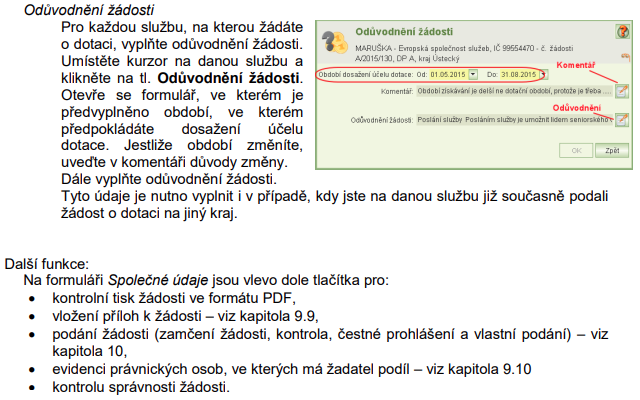 Odůvodnění žádosti
Pro každou službu, na kterou žádáte
o dotaci, vyplňte odůvodnění žádosti.
Umístěte kurzor na danou službu a
klikněte na tl. Odůvodnění žádosti.
Otevře se formulář, ve kterém je
předvyplněno období, ve kterém
předpokládáte dosažení účelu
dotace. Jestliže období změníte,
uveďte v komentáři důvody změny.
Dále vyplňte odůvodnění žádosti.
Tyto údaje je nutno vyplnit i v případě, kdy jste na danou službu již současně podali
žádost o dotaci na jiný kraj.
Odůvodnění žádosti
MARUŠKA - Evropská společnost služeb, IČ 99554470 - č. žádosti
A/2015/130, DP A, kraj Ústecký
Komentář
Období dosažení účelu dotace: Od: 01.05.2015 Do: 31.08.2015
Komentář: Období získávání je delší ne dotační období, protože je třeba ...
Odůvodnění
Odůvodnění žádosti: Poslání služby Posláním služby je umožnit lidem seniorského
OK Zpět
Další funkce:
Na formuláři Společné údaje jsou vlevo dole tlačítka pro:
• kontrolní tisk žádosti ve formátu PDF,
• vložení příloh k žádosti – viz kapitola 9.9,
• podání žádosti (zamčení žádosti, kontrola, čestné prohlášení a vlastní podání) – viz
kapitola 10,
• evidenci právnických osob, ve kterých má žadatel podíl – viz kapitola 9.10
• kontrolu správnosti žádosti.